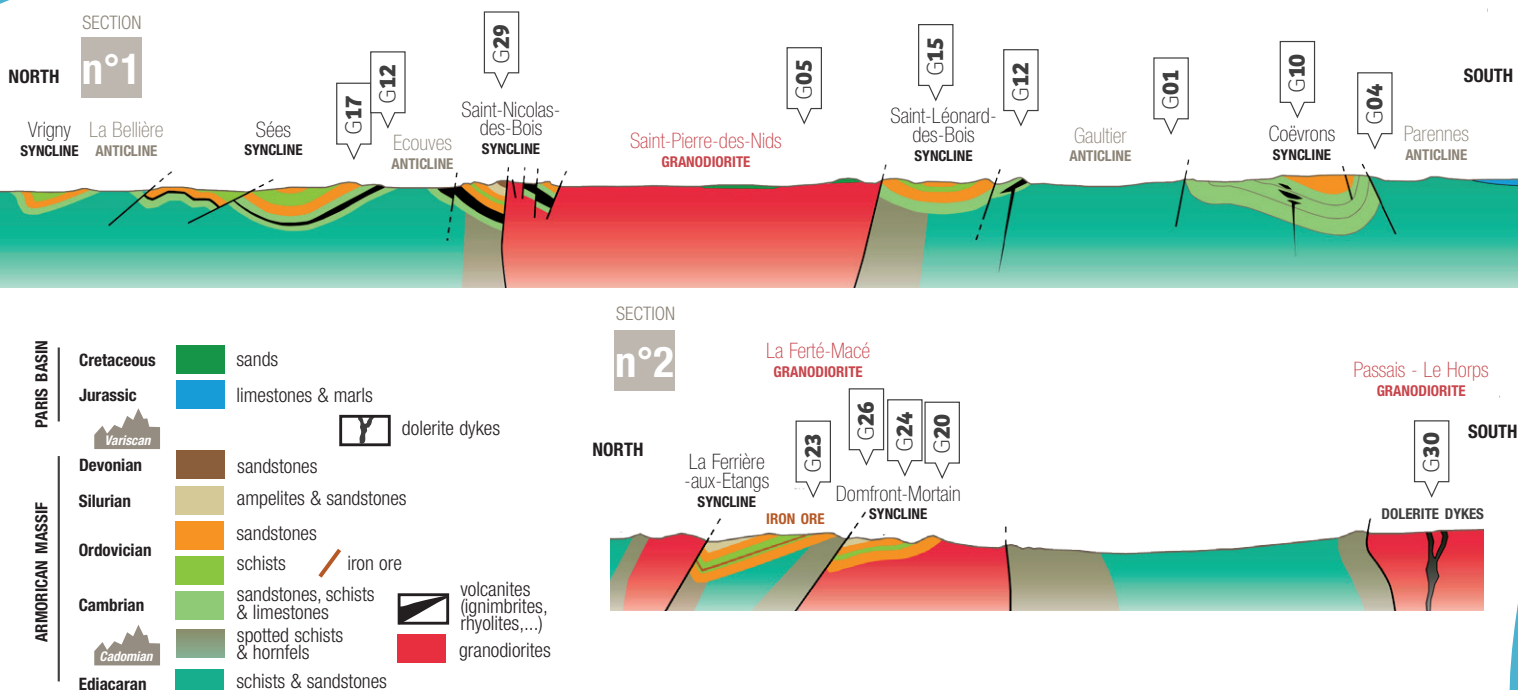 SECTION
n°1
NORTH
SOUTH
Vrigny
SYNCLINE
La Bellière
ANTICLINE
Sées
SYNCLINE
G17
G12
Ecouves
ANTICLINE
G29
Saint-Nicolas-
des-Bois
SYNCLINE
Saint-Pierre-des-Nids
GRANODIORITE
G05
G15
Saint-Léonard-
des-Bois
SYNCLINE
G12
Gaultier
ANTICLINE
G01
G10
Coëvrons
SYNCLINE
G04
Parennes
ANTICLINE
PARIS BASIN
Cretaceous
sands
Jurassic
limestones & marls
Variscan
dolerite dykes
ARMORICAN MASSIF
Devonian
sandstones
Silurian
ampelites & sandstones
Ordovician
sandstones
schists
iron ore
Cambrian
sandstones, schists
& limestones
volcanites
(ignimbrites,
rhyolites,...)
Cadomian
spotted schists
& hornfels
granodiorites
Ediacaran
schists & sandstones
SECTION
n°2
NORTH
SOUTH
La Ferrière
-aux-Etangs
SYNCLINE
G23
IRON ORE
La Ferté-Macé
GRANODIORITE
G26
G24
G20
Domfront-Mortain
SYNCLINE
Passais - Le Horps
GRANODIORITE
G30
DOLERITE DYKES